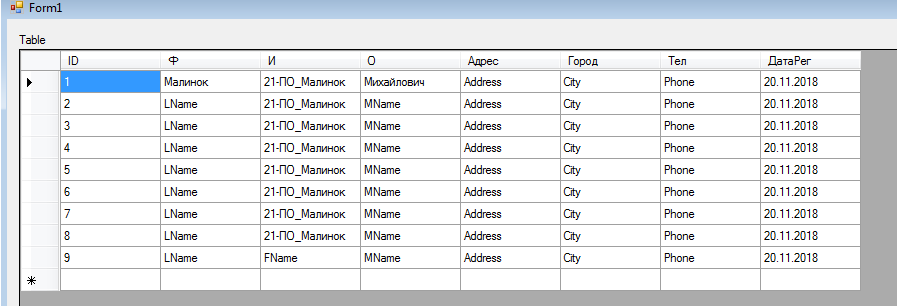 Form1
Table
ID Ф И О Адрес Город Тел ДатаРег
1 Малинок 21-ПО_Малинок Михайлович Address City Phone 20.11.2018
2 LName 21-ПО_Малинок MName Address City Phone 20.11.2018
3 LName 21-ПО_Малинок MName Address City Phone 20.11.2018
4 LName 21-ПО_Малинок MName Address City Phone 20.11.2018
5 LName 21-ПО_Малинок MName Address City Phone 20.11.2018
6 LName 21-ПО_Малинок MName Address City Phone 20.11.2018
7 LName 21-ПО_Малинок MName Address City Phone 20.11.2018
8 LName 21-ПО_Малинок MName Address City Phone 20.11.2018
9 LName FName MName Address City Phone 20.11.2018